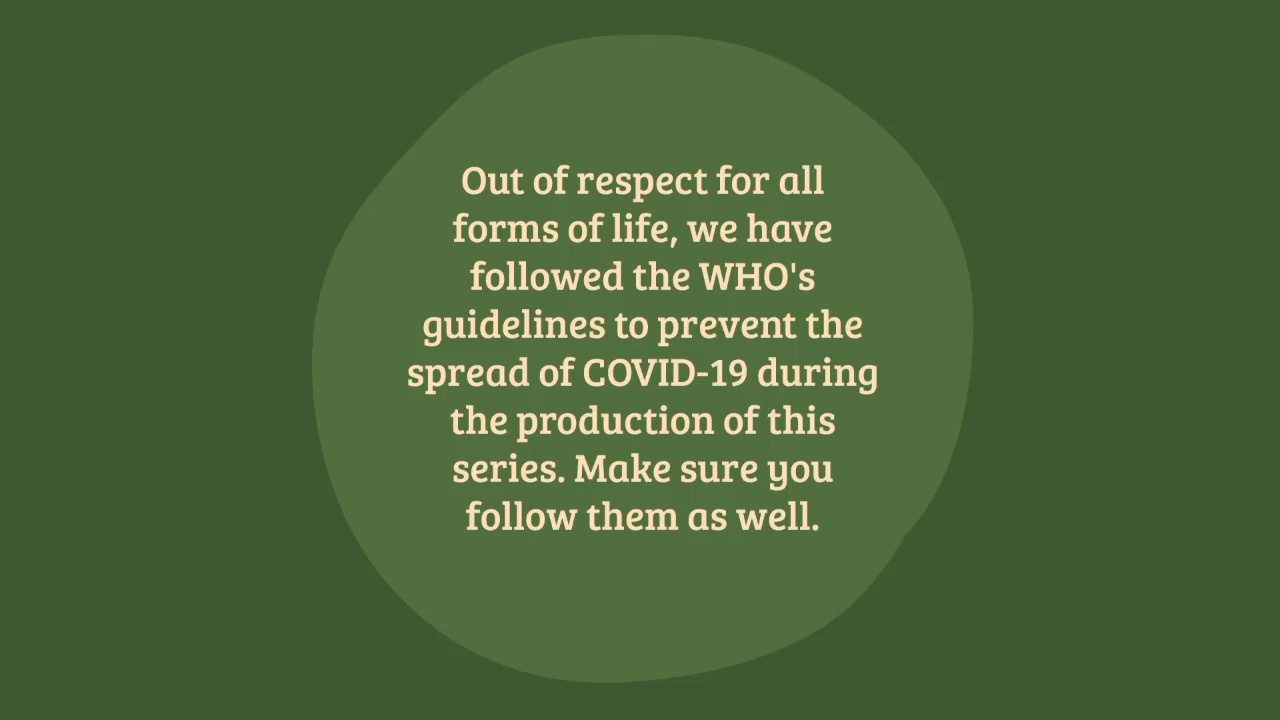 Out of respect for all
forms of life, we have
followed the WHO's
guidelines to prevent the
spread of COVID-19 during
the production of this
series. Make sure you
follow them as well.